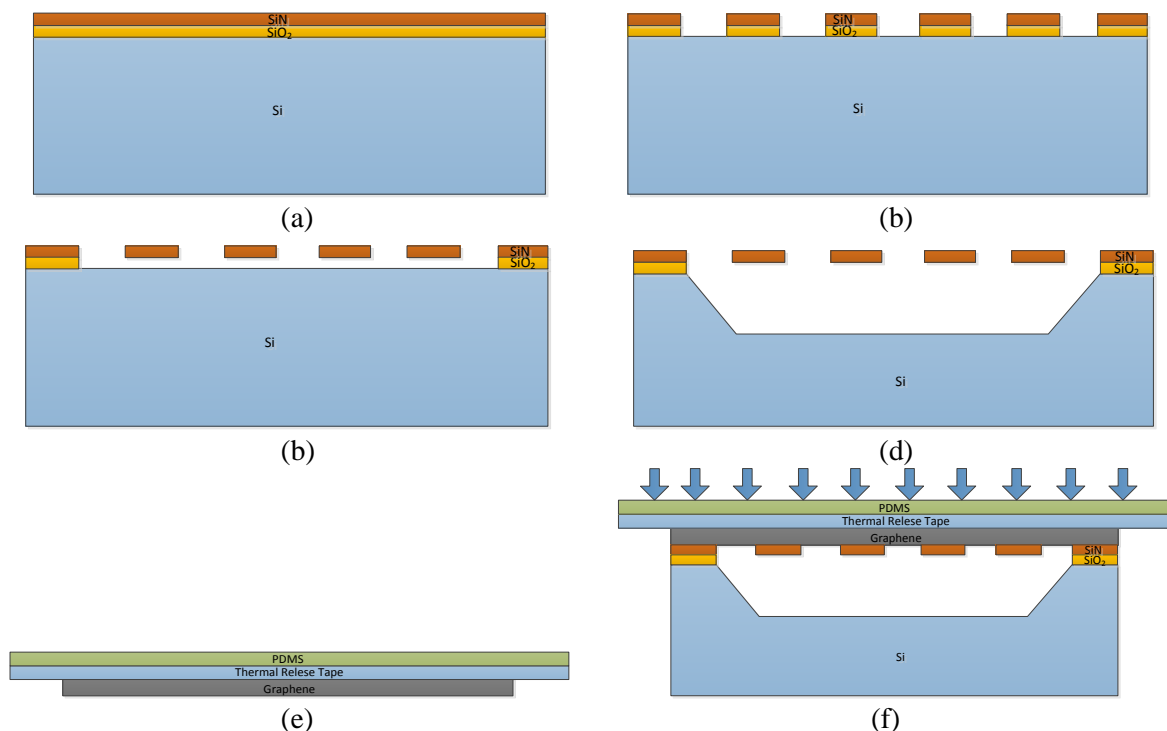 SiN
SiO2
Si
(a)
SiN
SiO2
Si
(b)
SiN
SiO2
Si
(b)
SiN
SiO2
Si
(d)
PDMS
Thermal Relese Tape
Graphene
(e)
PDMS
Thermal Relese Tape
Graphene
SiN
SiO2
Si
(f)